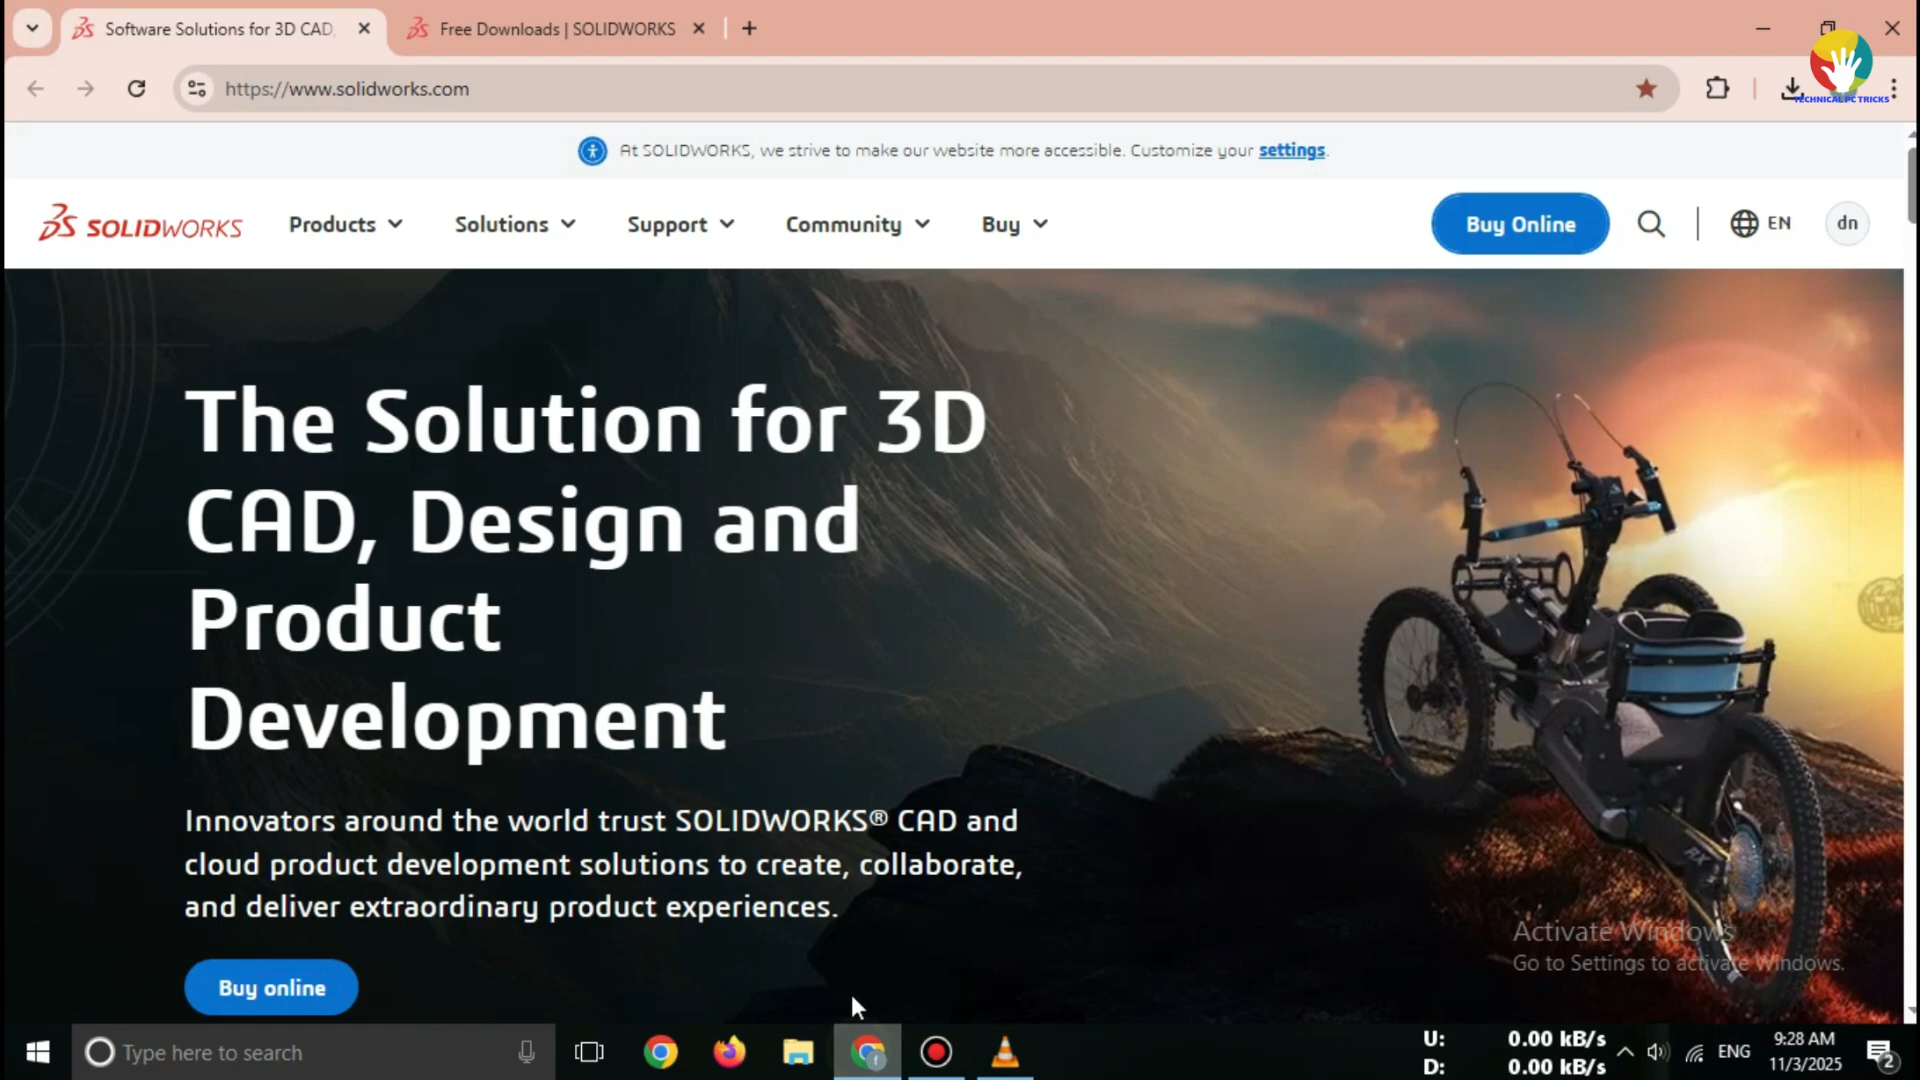 Software Solutions for 3D CAD,
Free Downloads | SOLIDWORKS
https://www.solidworks.com
TECHNICAL PC TRICKS
At SOLIDWORKS, we strive to make our website more accessible. Customize your settings.
SOLIDWORKS
Products
Solutions
Support
Community
Buy
Buy Online
EN
dn
The Solution for 3D
CAD, Design and
Product
Development
Innovators around the world trust SOLIDWORKS® CAD and
cloud product development solutions to create, collaborate,
and deliver extraordinary product experiences.
Buy online
RX
Activate Windows
Go to Settings to activate Windows.
Type here to search
f
U: 0.00 kB/s
D: 0.00 kB/s
ENG
9:28 AM
11/3/2025
2